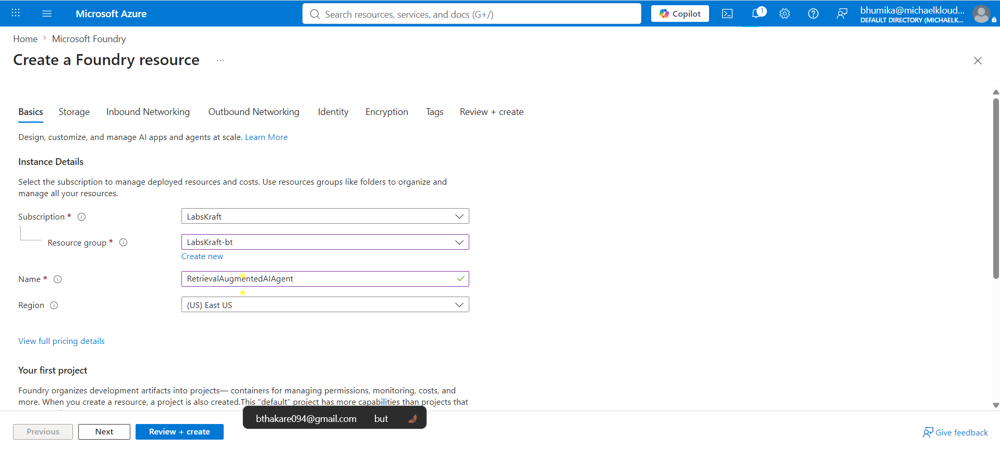 Microsoft Azure
Search resources, services, and docs (G+/)
Copilot
1
bhumika@michaelkloud...
DEFAULT DIRECTORY (MICHAELK...
Home > Microsoft Foundry
Create a Foundry resource ...
Basics Storage Inbound Networking Outbound Networking Identity Encryption Tags Review + create
Design, customize, and manage AI apps and agents at scale. Learn More
Instance Details
Select the subscription to manage deployed resources and costs. Use resources groups like folders to organize and
manage all your resources.
Subscription * LabsKraft
Resource group * LabsKraft-bt
Create new
Name * RetrievalAugmentedAIAgent
Region (US) East US
View full pricing details
Your first project
Foundry organizes development artifacts into projects— containers for managing permissions, monitoring, costs, and
more. When you create a resource, a project is also created.This "default" project has more capabilities than projects that
bthakare094@gmail.com but
Previous Next Review + create
Give feedback